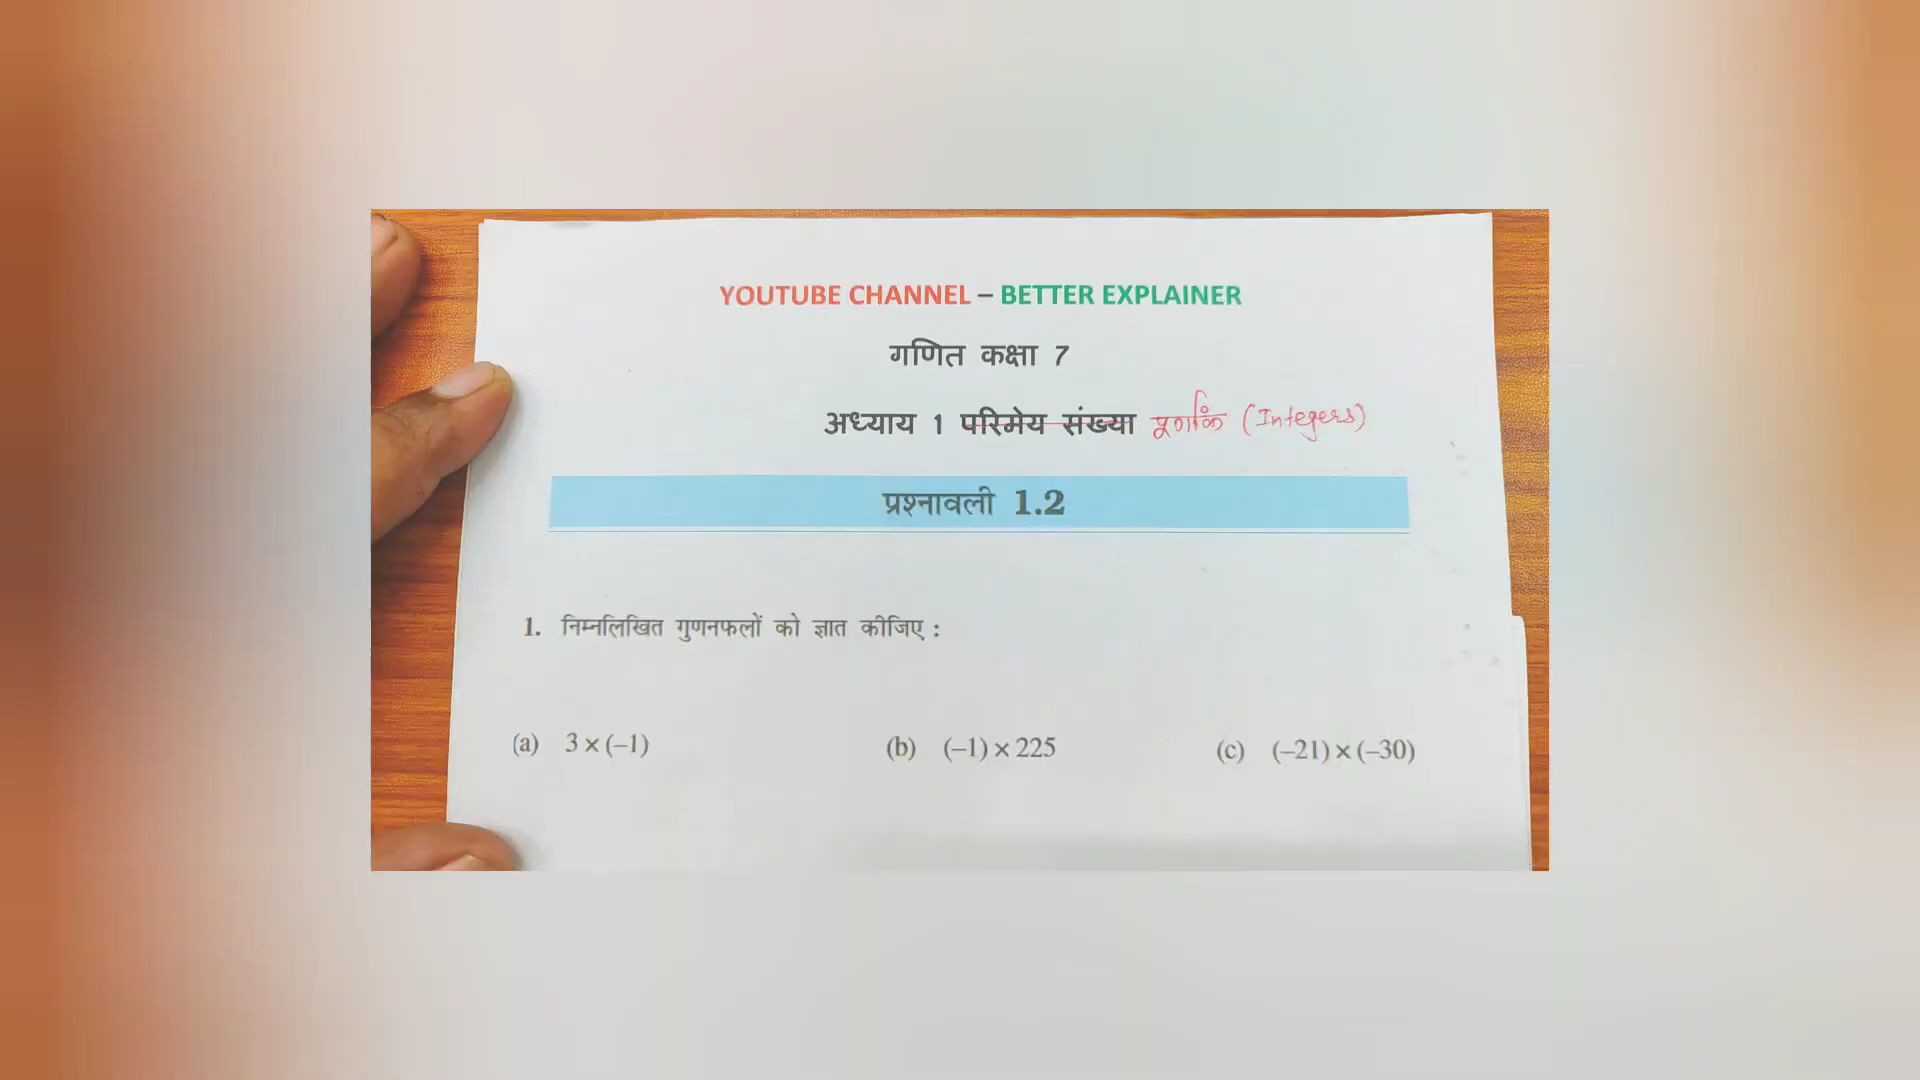 YOUTUBE CHANNEL – BETTER EXPLAINER
गणित कक्षा 7
अध्याय 1 परिमेय संख्या पूर्णांक (Integers)
प्रश्नावली 1.2
1. निम्नलिखित गुणनफलों को ज्ञात कीजिए :
(a) 3 × (–1) (b) (–1) × 225 (c) (–21) × (–30)